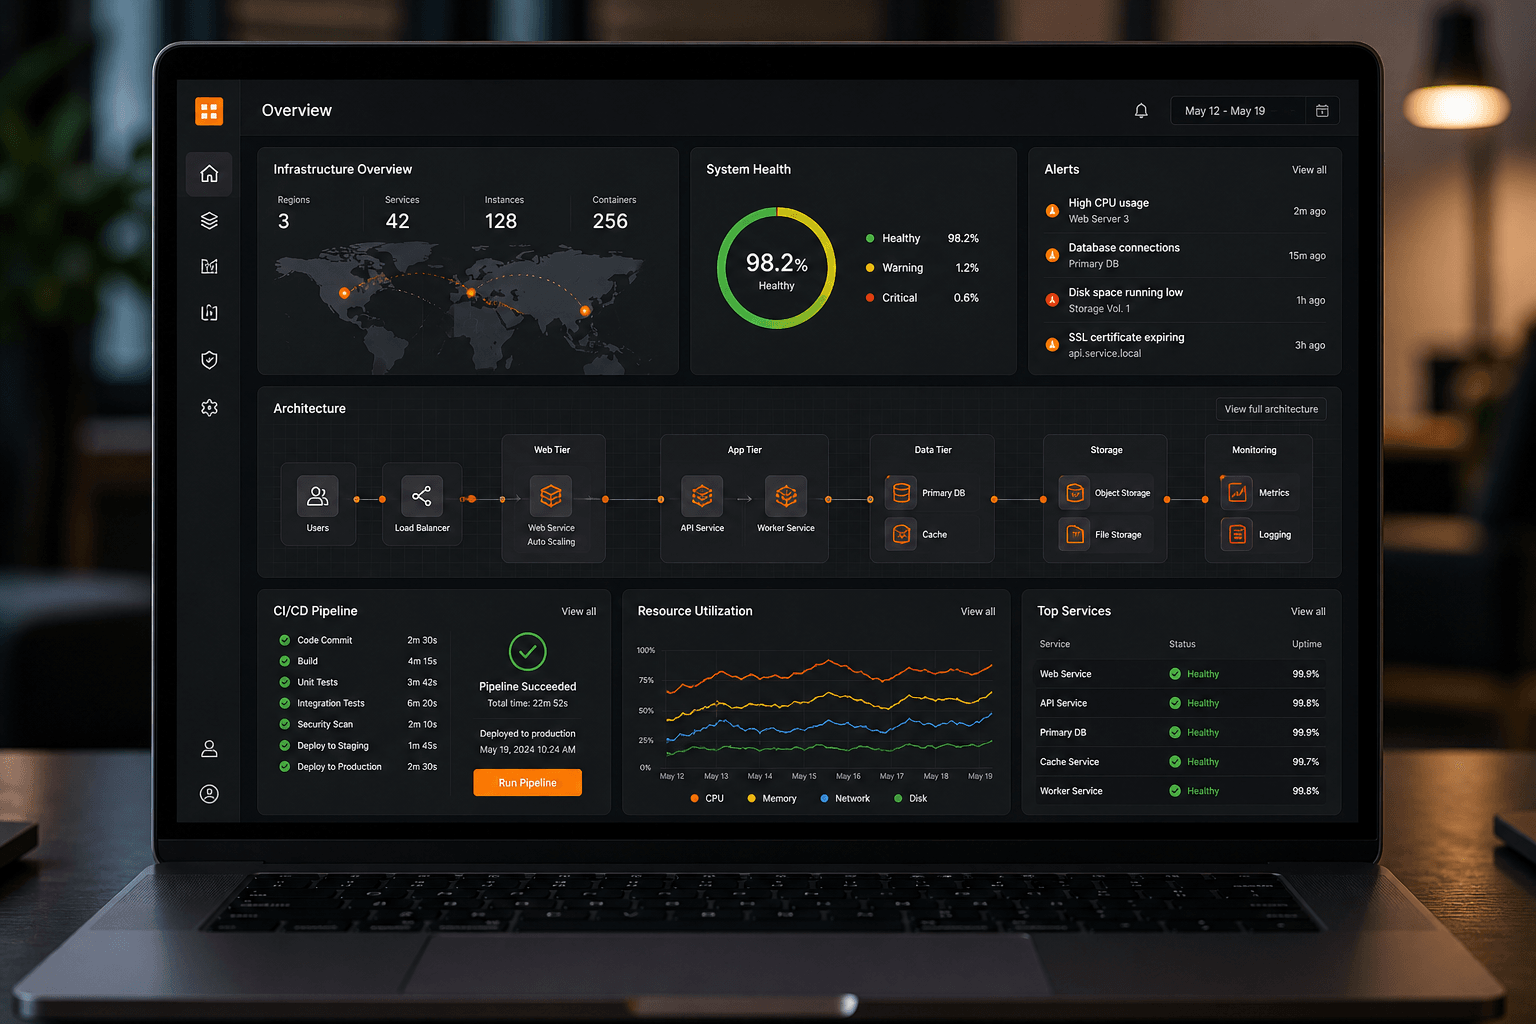 Overview
May 12 - May 19
Infrastructure Overview
Regions
3
Services
42
Instances
128
Containers
256
System Health
98.2%
Healthy
Healthy 98.2%
Warning 1.2%
Critical 0.6%
Alerts
View all
High CPU usage
Web Server 3
2m ago
Database connections
Primary DB
15m ago
Disk space running low
Storage Vol. 1
1h ago
SSL certificate expiring
api.service.local
3h ago
Architecture
View full architecture
Users
Load Balancer
Web Tier
Web Service
Auto Scaling
App Tier
API Service
Worker Service
Data Tier
Primary DB
Cache
Storage
Object Storage
File Storage
Monitoring
Metrics
Logging
CI/CD Pipeline
View all
Code Commit 2m 30s
Build 4m 15s
Unit Tests 3m 42s
Integration Tests 6m 20s
Security Scan 2m 10s
Deploy to Staging 1m 45s
Deploy to Production 2m 30s
Pipeline Succeeded
Total time: 22m 52s
Deployed to production
May 19, 2024 10:24 AM
Run Pipeline
Resource Utilization
View all
100%
75%
50%
25%
0%
May 12 May 13 May 14 May 15 May 16 May 17 May 18 May 19
CPU Memory Network Disk
Top Services
View all
Service Status Uptime
Web Service Healthy 99.9%
API Service Healthy 99.8%
Primary DB Healthy 99.9%
Cache Service Healthy 99.7%
Worker Service Healthy 99.8%